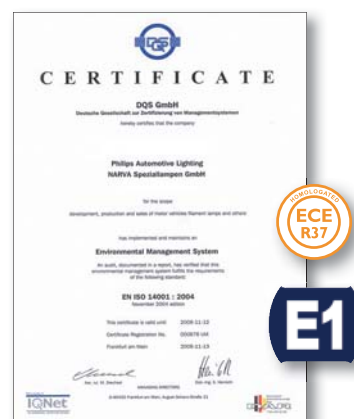 DQS
CERTIFICATE
DQS GmbH
Deutsche Gesellschaft zur Zertifizierung von Managementsystemen
hereby certifies that the company
Philips Automotive Lighting
NARVA Speziallampen GmbH
for the scope
development, production and sales of motor vehicles filament lamps and others
has implemented and maintains an
Environmental Management System
An audit, documented in a report, has verified that this
environmental management system fulfills the requirements
of the following standard:
EN ISO 14001 : 2004
November 2004 edition
This certificate is valid until 2008-11-12
Certificate Registration No.
Frankfurt am Main
MANAGING DIRECTORS
IQNet
HOMOLOGATED
ECE
R37
E1